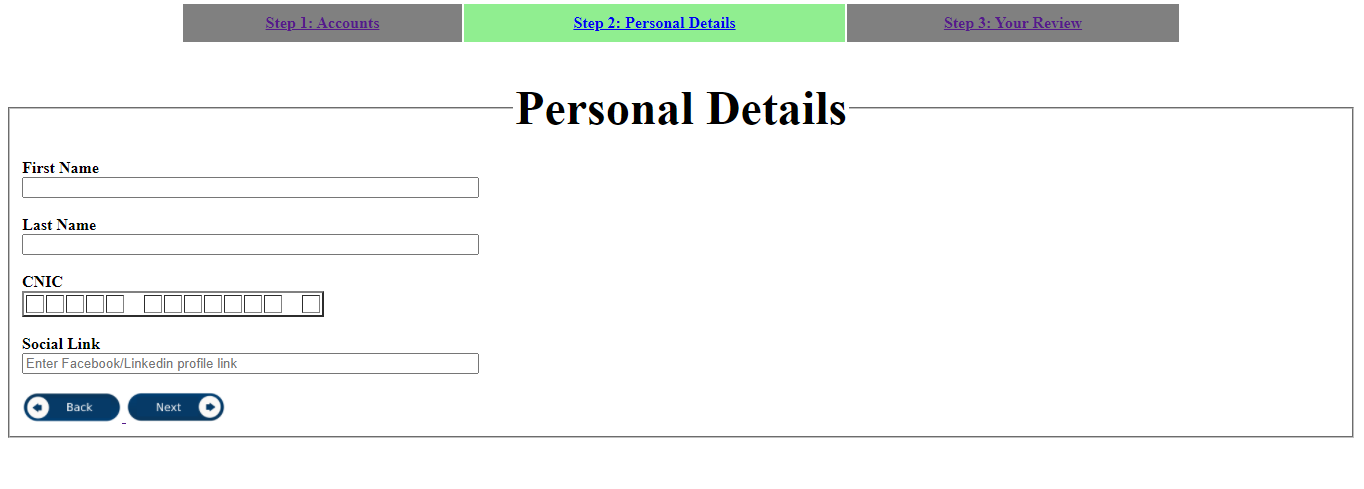 Step 1: Accounts Step 2: Personal Details Step 3: Your Review
Personal Details
First Name
Last Name
CNIC
Social Link
Enter Facebook/Linkedin profile link
Back Next